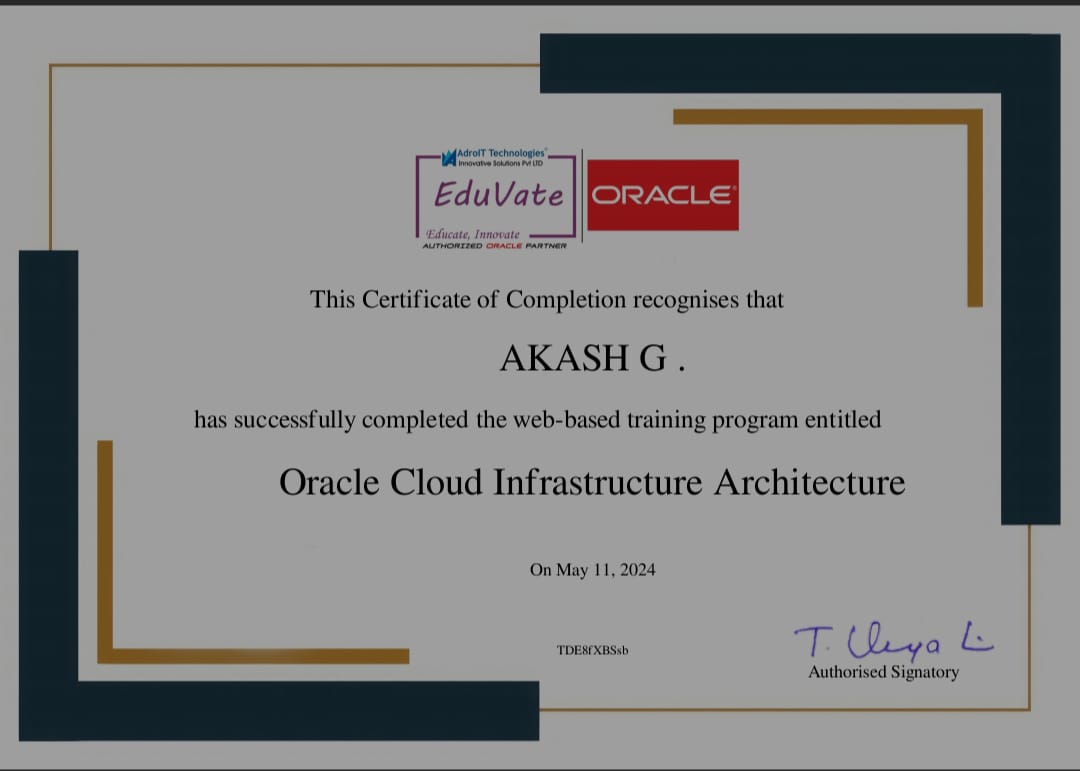 AdroIT Technologies
Innovative Solutions Pvt LTD
EduVate
Educate, Innovate
AUTHORIZED ORACLE PARTNER
ORACLE®
This Certificate of Completion recognises that
AKASH G .
has successfully completed the web-based training program entitled
Oracle Cloud Infrastructure Architecture
On May 11, 2024
TDE8fXBSsb
Authorised Signatory